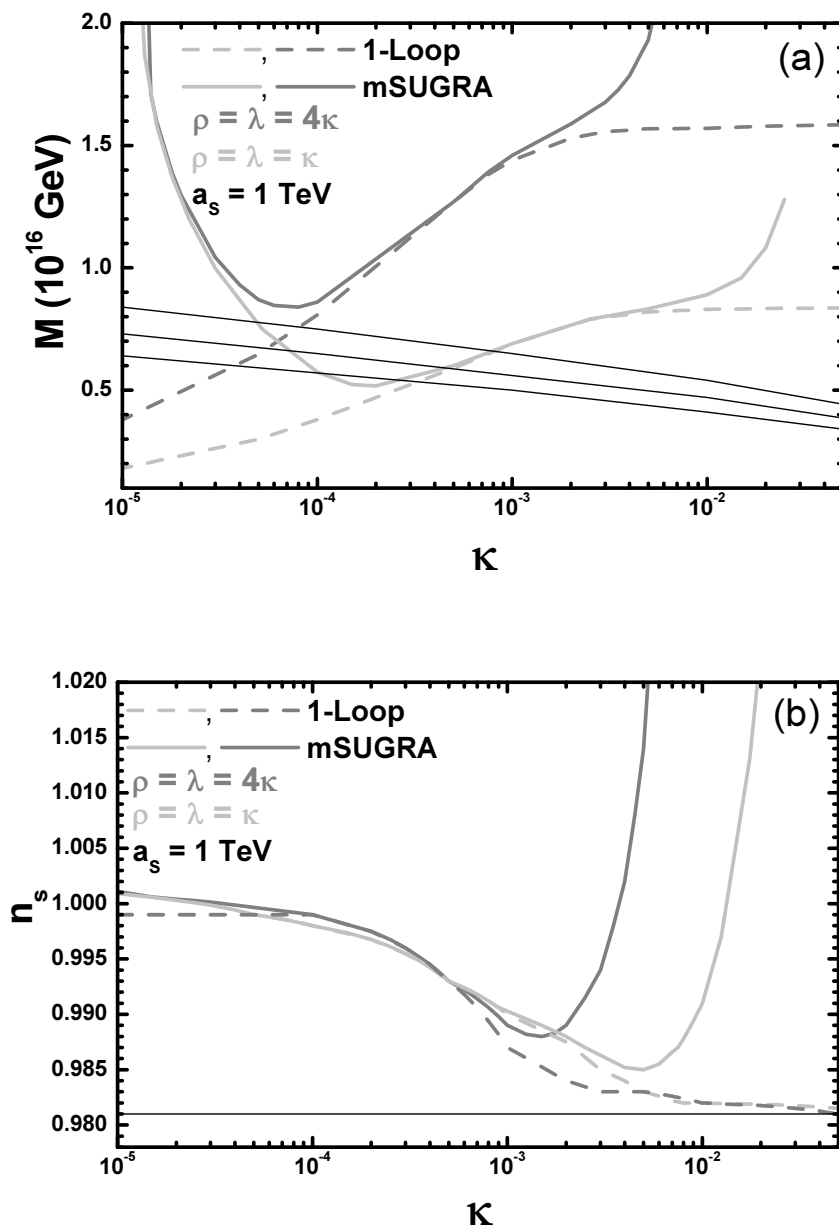 2.0
1.5
1.0
0.5
M (10^16 GeV)
, 1-Loop
, mSUGRA
ρ = λ = 4κ
ρ = λ = κ
a_s = 1 TeV
(a)
10^-5 10^-4 10^-3 10^-2
κ
1.020
1.015
1.010
1.005
1.000
0.995
0.990
0.985
0.980
n_s
, 1-Loop
, mSUGRA
ρ = λ = 4κ
ρ = λ = κ
a_s = 1 TeV
(b)
10^-5 10^-4 10^-3 10^-2
κ